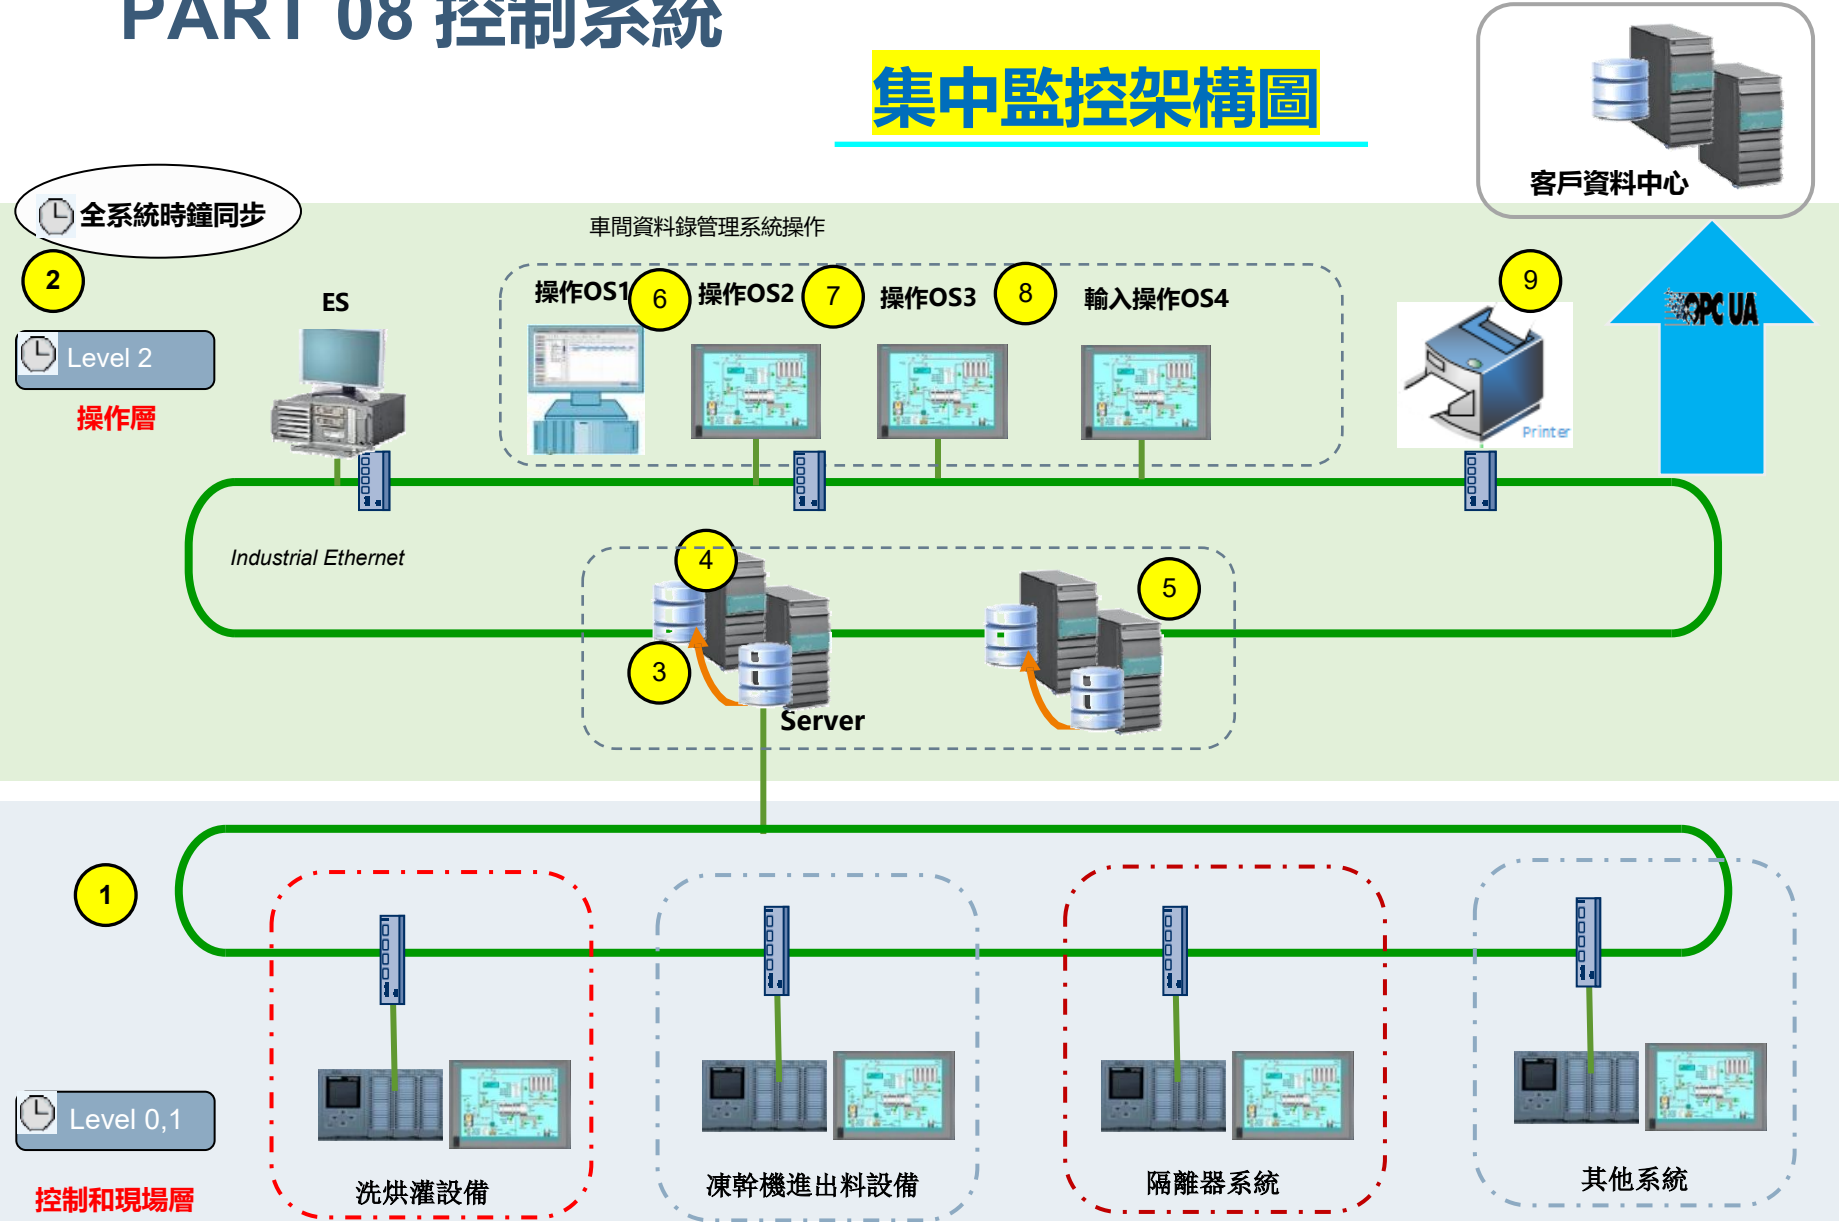 PART 08 控制系統
集中監控架構圖
客戶資料中心
全系統時鐘同步
車間資料錄管理系統操作
2
ES
操作OS1
6
操作OS2
7
操作OS3
8
輸入操作OS4
9
OPC UA
Level 2
操作層
Printer
Industrial Ethernet
4
5
3
Server
1
Level 0,1
控制和現場層
洗烘灌設備
凍幹機進出料設備
隔離器系統
其他系統